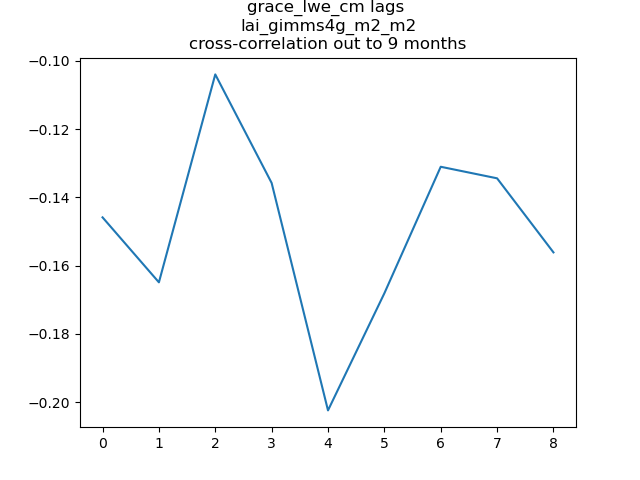 grace_lwe_cm lags
lai_gimms4g_m2_m2
cross-correlation out to 9 months
−0.10
−0.12
−0.14
−0.16
−0.18
−0.20
0 1 2 3 4 5 6 7 8